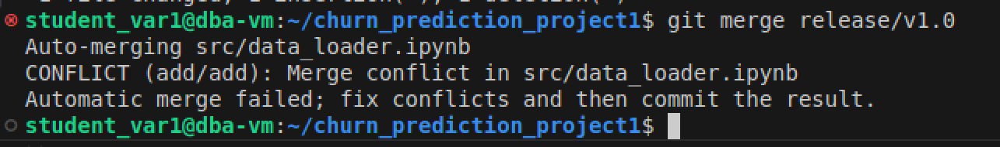 student_var1@dba-vm:~/churn_prediction_project1$ git merge release/v1.0
Auto-merging src/data_loader.ipynb
CONFLICT (add/add): Merge conflict in src/data_loader.ipynb
Automatic merge failed; fix conflicts and then commit the result.
student_var1@dba-vm:~/churn_prediction_project1$